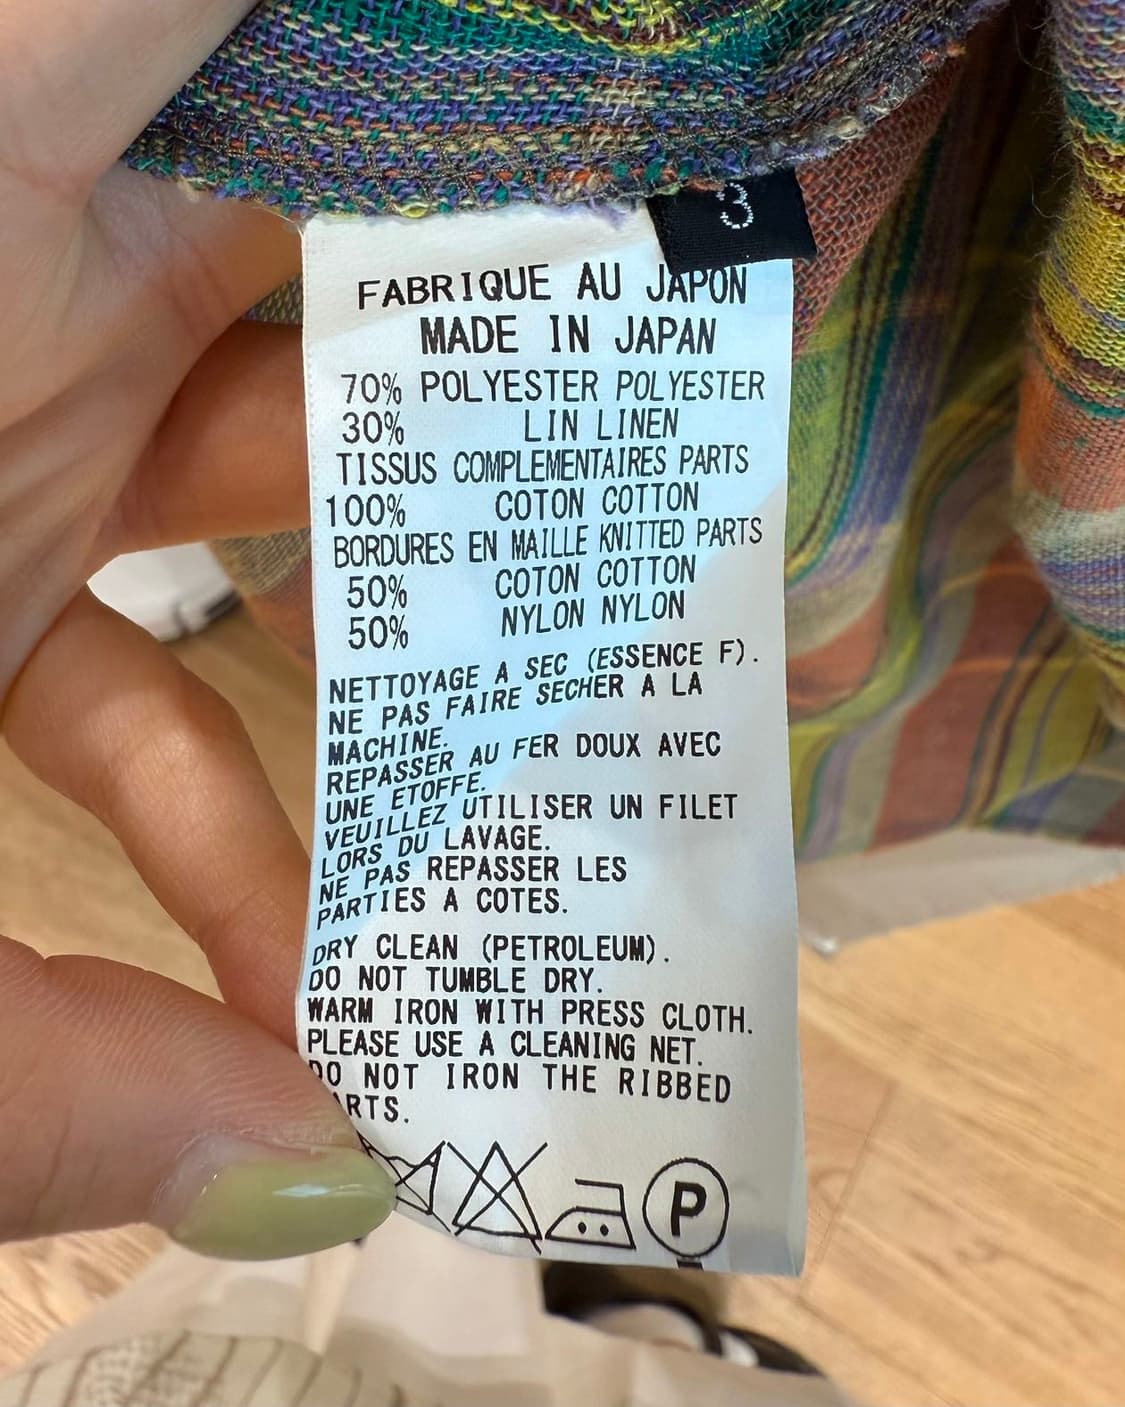 3
FABRIQUE AU JAPON
MADE IN JAPAN
70% POLYESTER POLYESTER
30% LIN LINEN
TISSUS COMPLEMENTAIRES PARTS
100% COTON COTTON
BORDURES EN MAILLE KNITTED PARTS
50% COTON COTTON
50% NYLON NYLON
NETTOYAGE A SEC (ESSENCE F).
NE PAS FAIRE SECHER A LA
MACHINE.
REPASSER AU FER DOUX AVEC
UNE ETOFFE.
VEUILLEZ UTILISER UN FILET
LORS DU LAVAGE.
NE PAS REPASSER LES
PARTIES A COTES.
DRY CLEAN (PETROLEUM).
DO NOT TUMBLE DRY.
WARM IRON WITH PRESS CLOTH.
PLEASE USE A CLEANING NET.
DO NOT IRON THE RIBBED
ARTS.
P